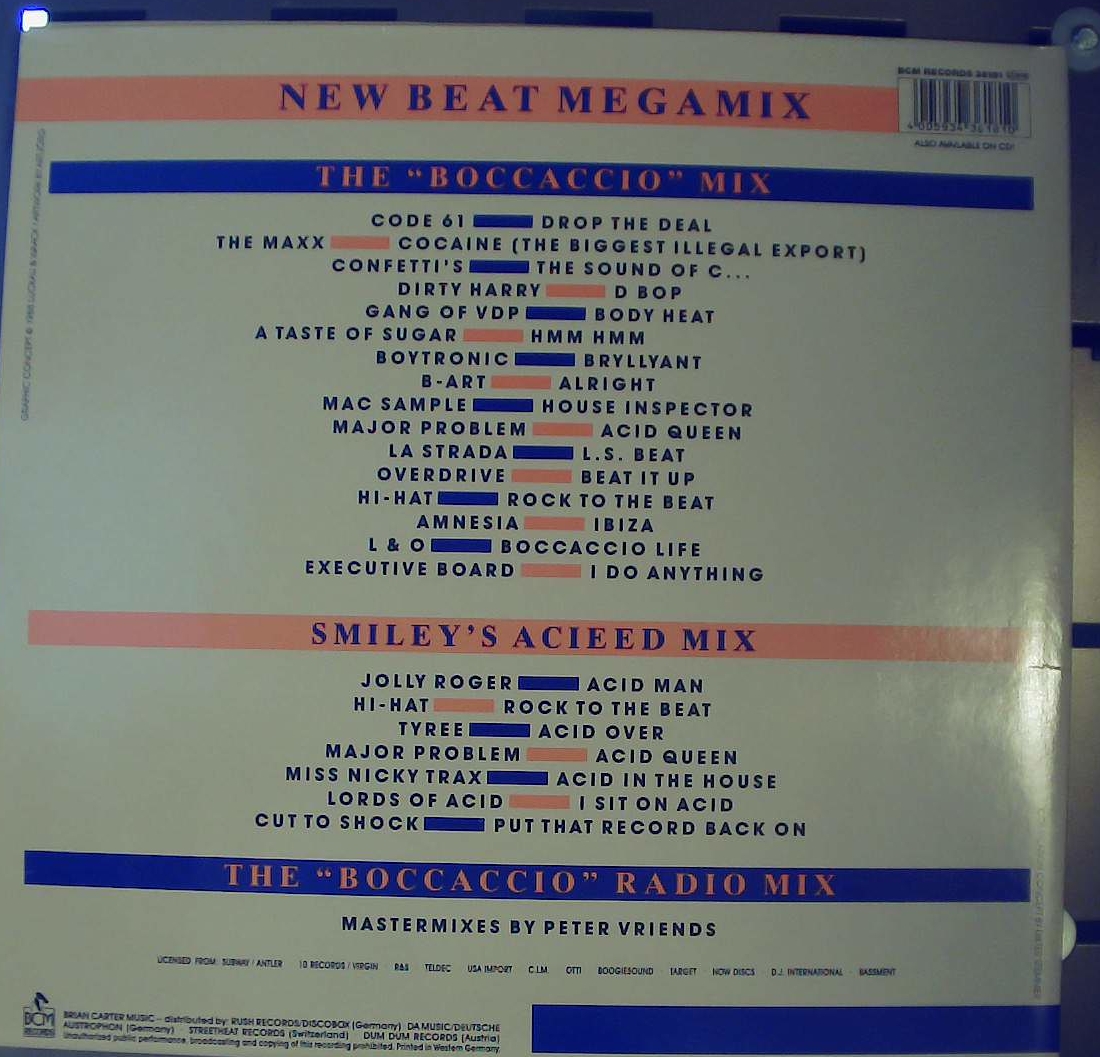 BCM RECORDS
NEW BEAT MEGAMIX
4 005934 361010
ALSO AVAILABLE ON CD!
THE “BOCCACCIO” MIX
CODE 61 DROP THE DEAL
THE MAXX COCAINE (THE BIGGEST ILLEGAL EXPORT)
CONFETTI'S THE SOUND OF C...
DIRTY HARRY D BOP
GANG OF VDP BODY HEAT
A TASTE OF SUGAR HMM HMM
BOYTRONIC BRYLLYANT
B-ART ALRIGHT
MAC SAMPLE HOUSE INSPECTOR
MAJOR PROBLEM ACID QUEEN
LA STRADA L.S. BEAT
OVERDRIVE BEAT IT UP
HI-HAT ROCK TO THE BEAT
AMNESIA IBIZA
L & O BOCCACCIO LIFE
EXECUTIVE BOARD I DO ANYTHING
SMILEY’S ACIEED MIX
JOLLY ROGER ACID MAN
HI-HAT ROCK TO THE BEAT
TYREE ACID OVER
MAJOR PROBLEM ACID QUEEN
MISS NICKY TRAX ACID IN THE HOUSE
LORDS OF ACID I SIT ON ACID
CUT TO SHOCK PUT THAT RECORD BACK ON
THE “BOCCACCIO” RADIO MIX
MASTERMIXES BY PETER VRIENDS
LICENSED FROM: SUBWAY / ANTLER 10 RECORDS / VIRGIN R&S TELDEC USA IMPORT C.I.M. OTTI BOOGIESOUND TARGET NOW DISCS D.J. INTERNATIONAL BASSMENT
BCM
BRIAN CARTER MUSIC – distributed by: RUSH RECORDS/DISCOBOX (Germany) DA MUSIC/DEUTSCHE
AUSTROPHON (Germany) · STREETHEAT RECORDS (Switzerland) DUM DUM RECORDS (Austria)
Unauthorized public performance, broadcasting and copying of this recording prohibited. Printed in Western Germany.